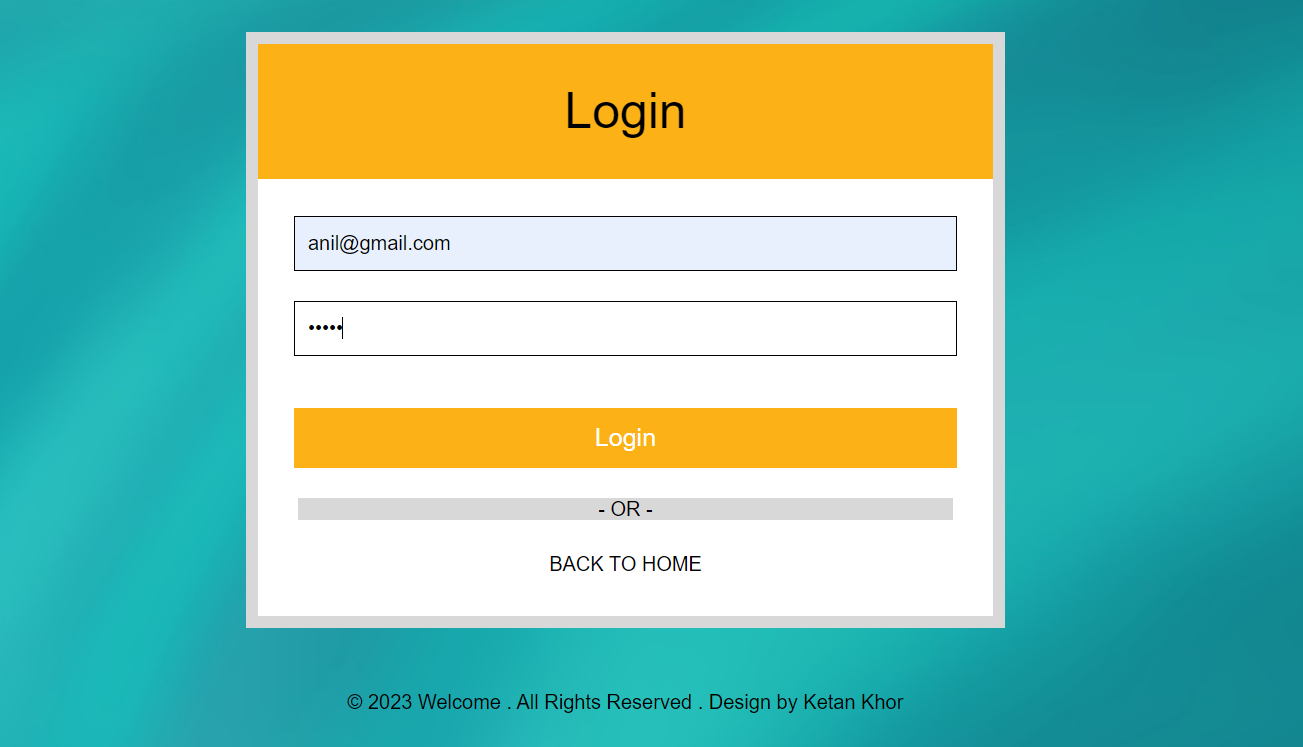 Login
anil@gmail.com
•••••
Login
- OR -
BACK TO HOME
© 2023 Welcome . All Rights Reserved . Design by Ketan Khor